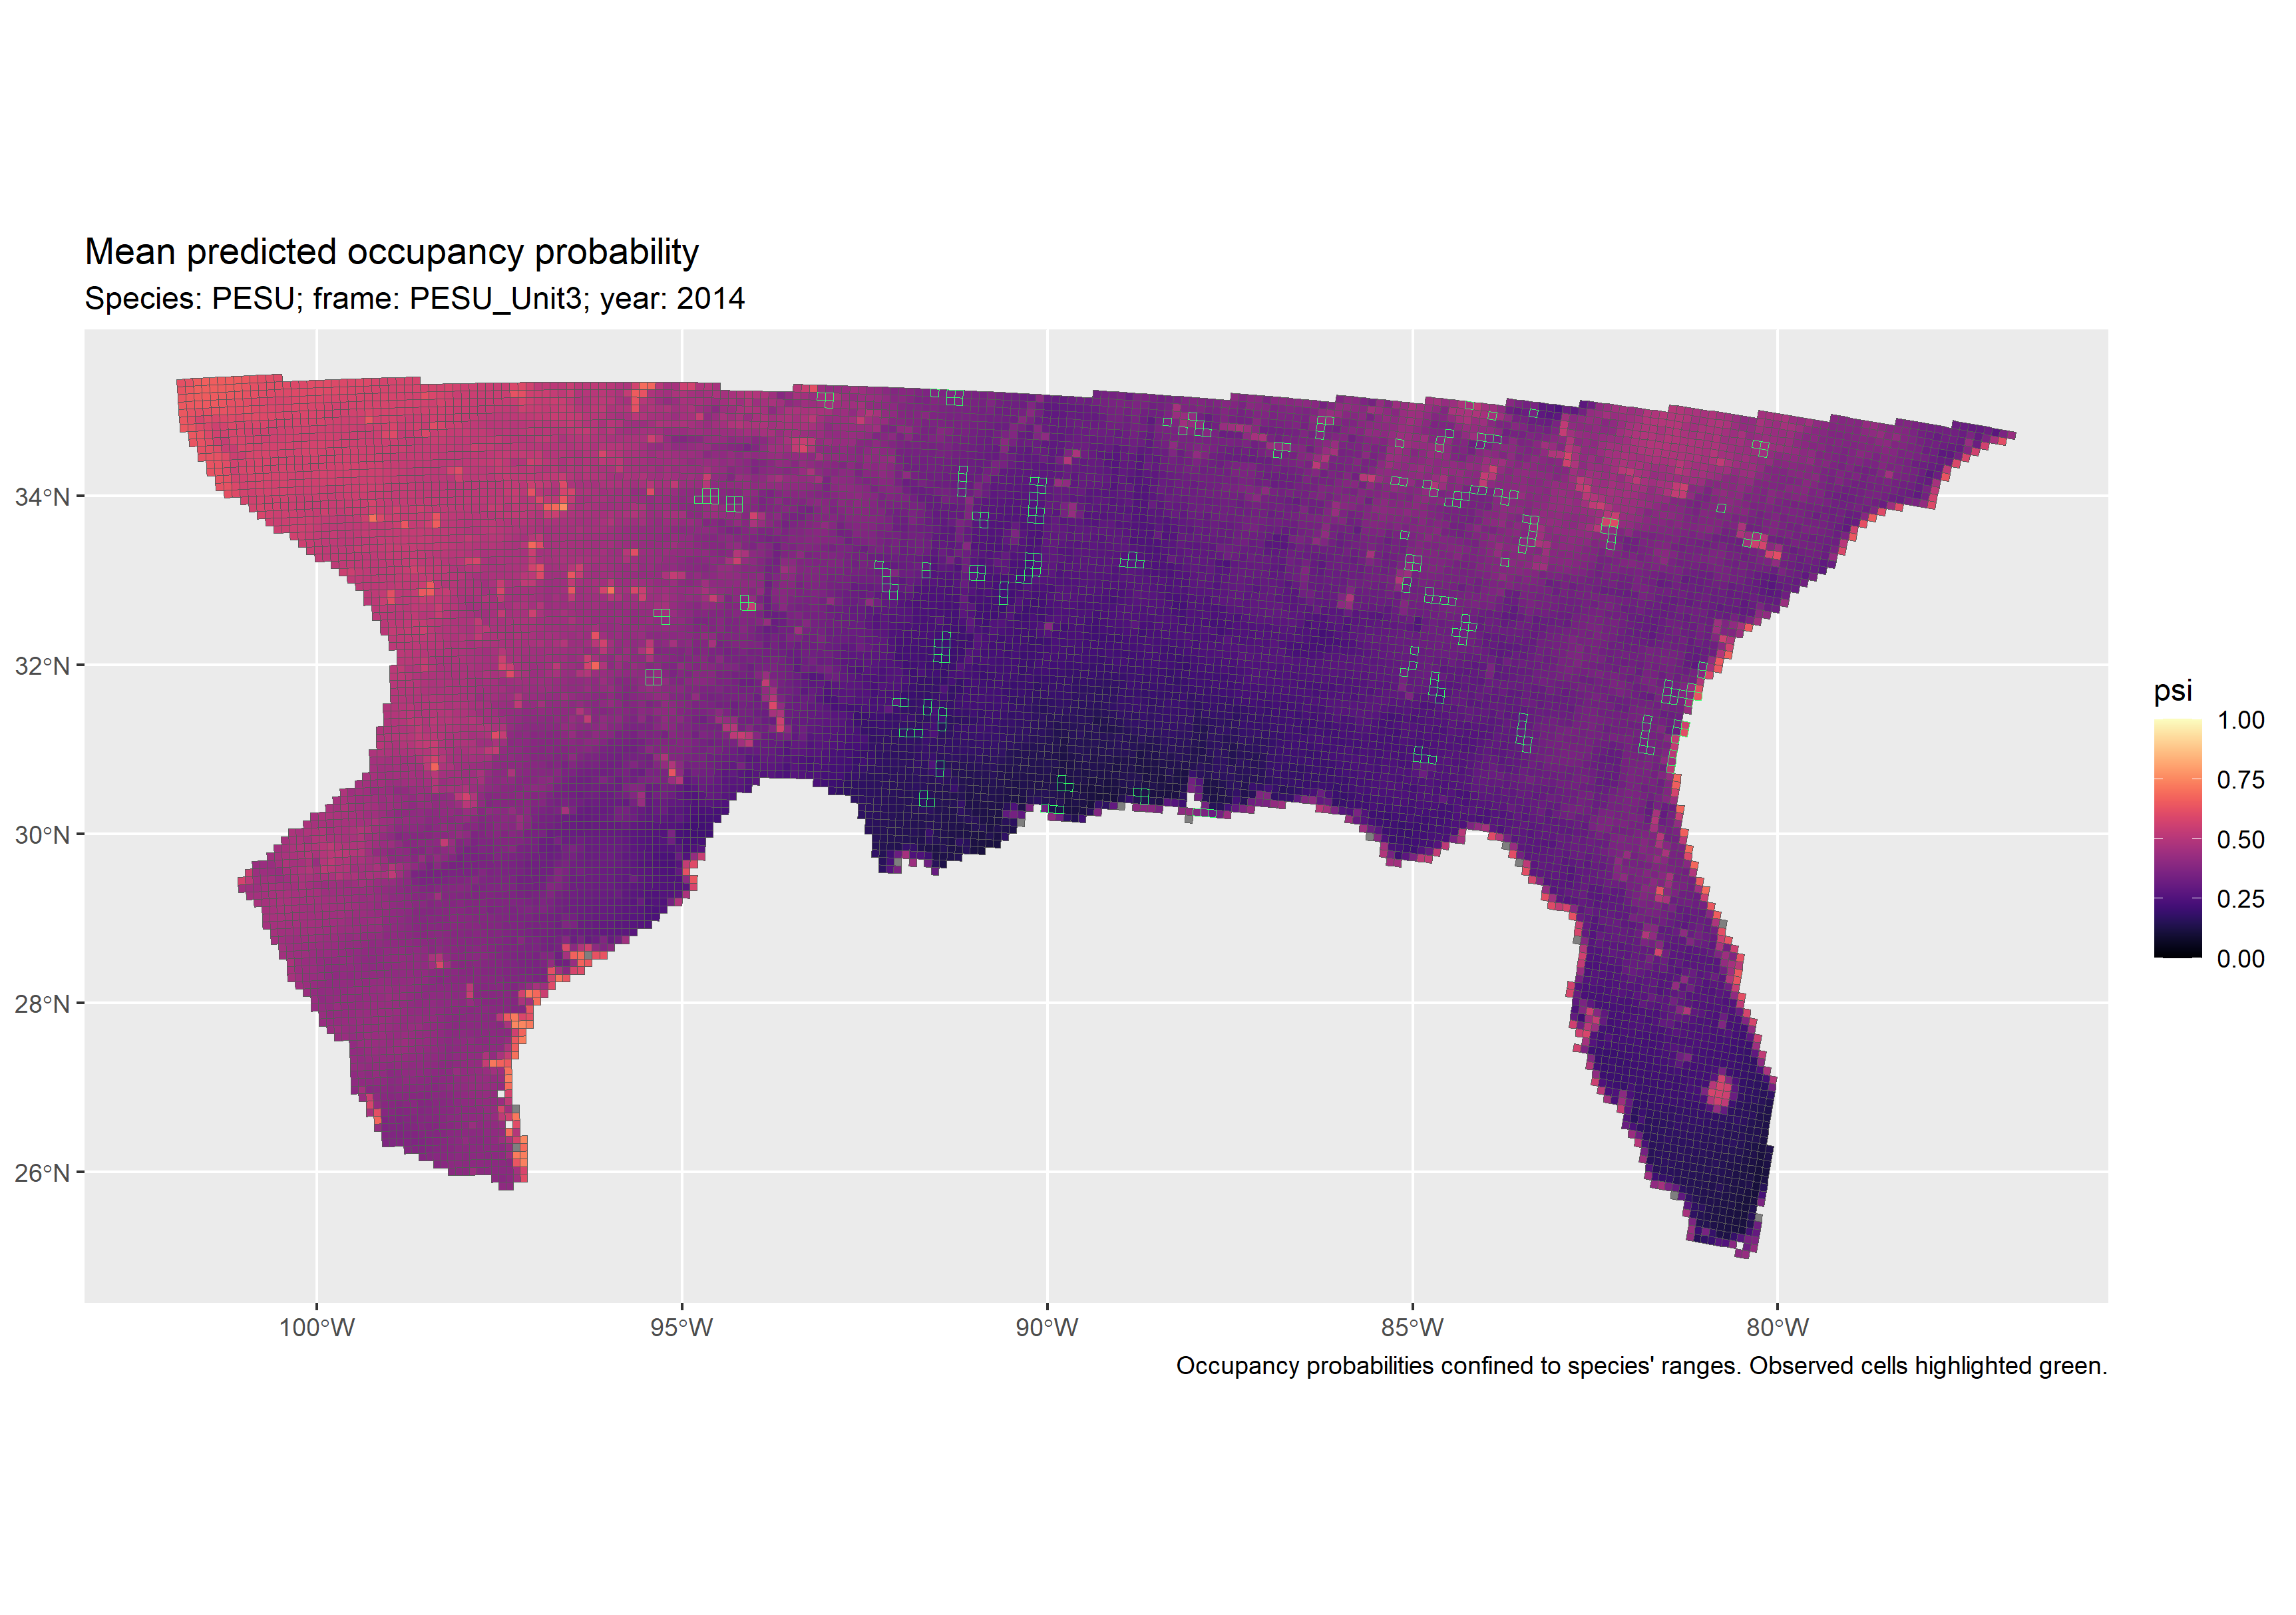 Mean predicted occupancy probability
Species: PESU; frame: PESU_Unit3; year: 2014
34°N
32°N
30°N
28°N
26°N
100°W
95°W
90°W
85°W
80°W
psi
1.00
0.75
0.50
0.25
0.00
Occupancy probabilities confined to species' ranges. Observed cells highlighted green.